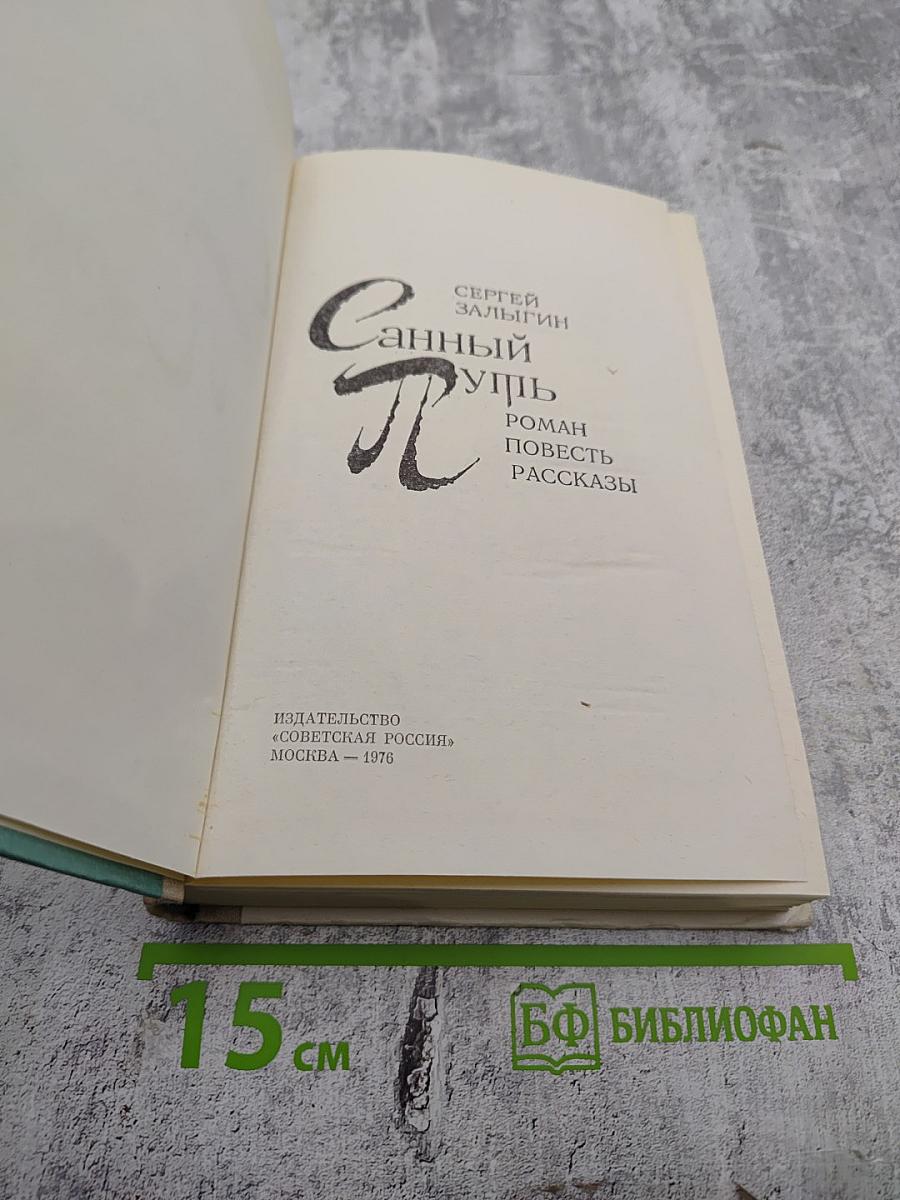 СЕРГЕЙ
ЗАЛЫГИН
Санный
Путь
РОМАН
ПОВЕСТЬ
РАССКАЗЫ
ИЗДАТЕЛЬСТВО
«СОВЕТСКАЯ РОССИЯ»
МОСКВА — 1976
15 см
БФ БИБЛИОФАН